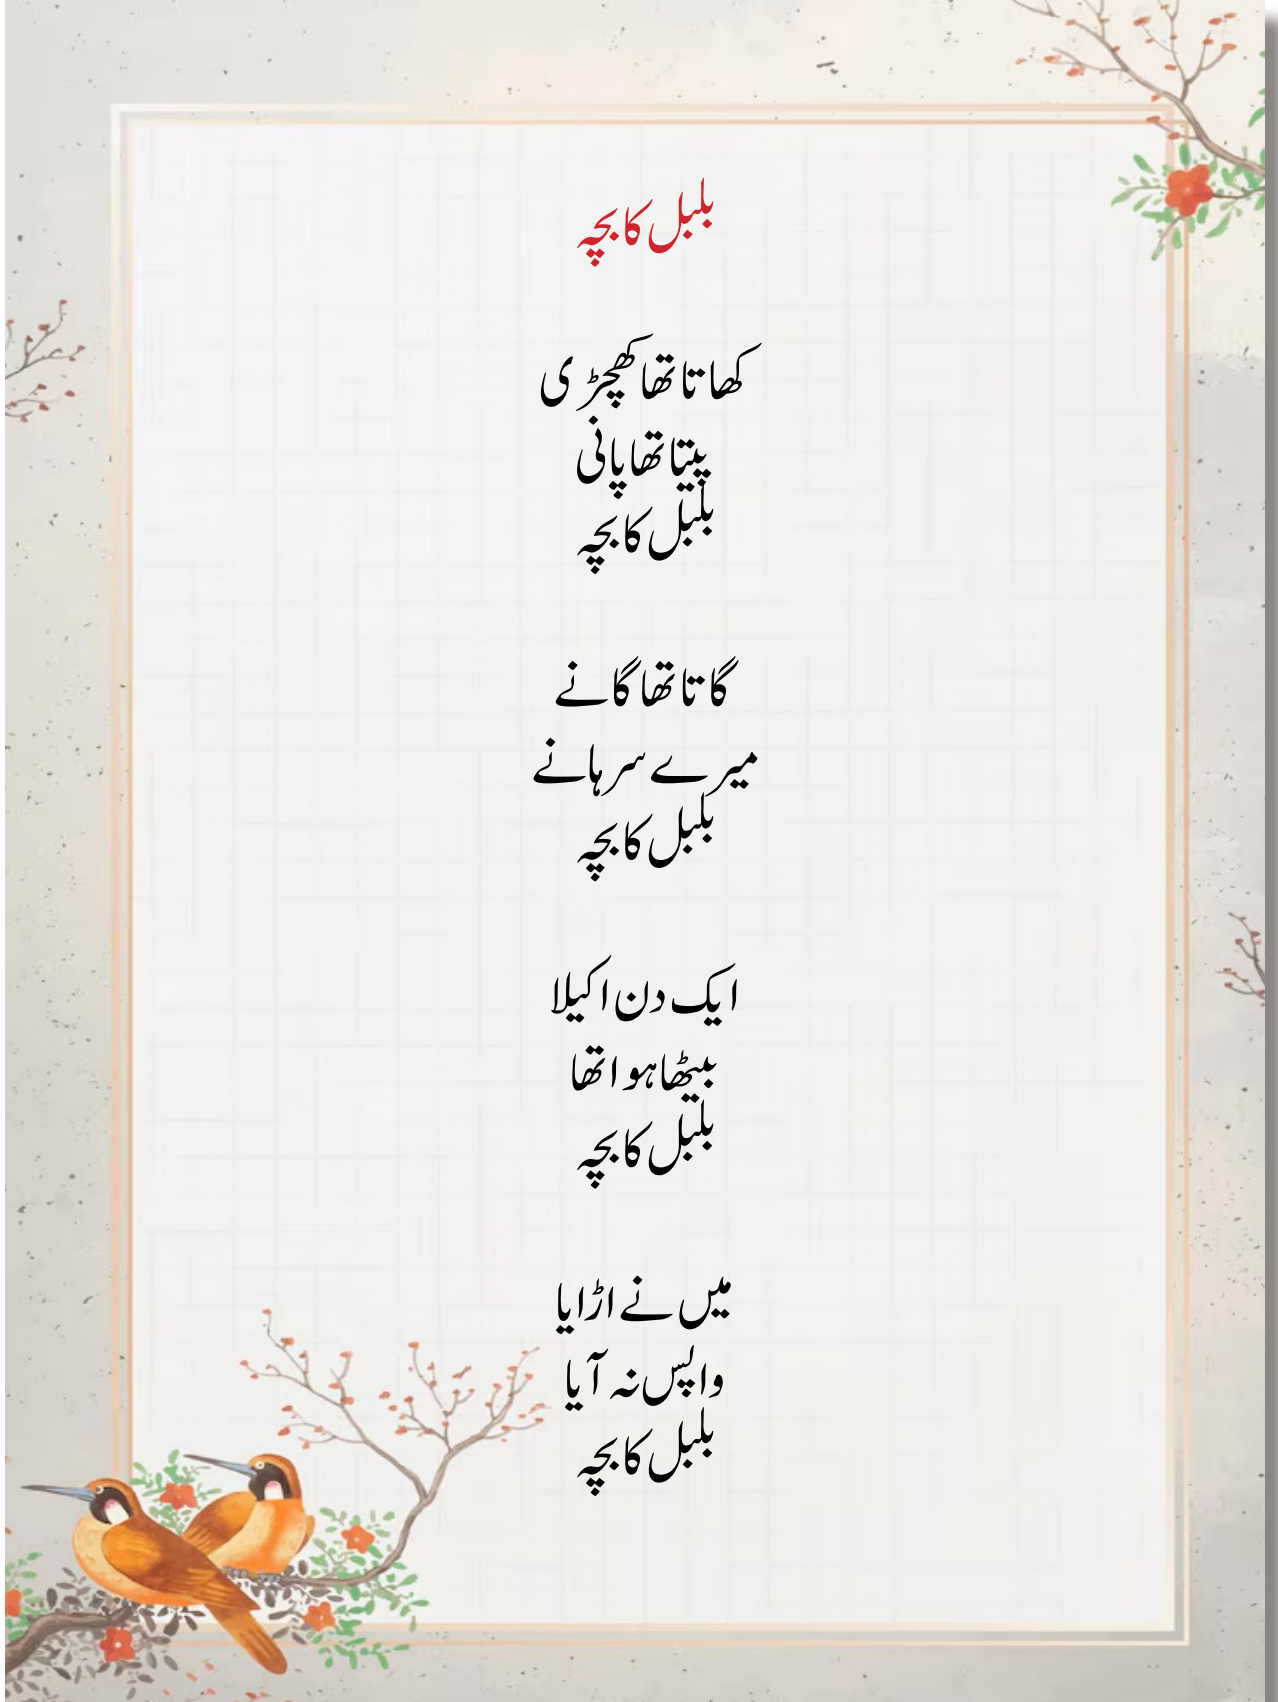 بلبل کا بچہ
کھاتا تھا کھچڑی
پیتا تھا پانی
بلبل کا بچہ
گاتا تھا گانے
میرے سرہانے
بلبل کا بچہ
ایک دن اکیلا
بیٹھا ہوا تھا
بلبل کا بچہ
میں نے اڑایا
واپس نہ آیا
بلبل کا بچہ